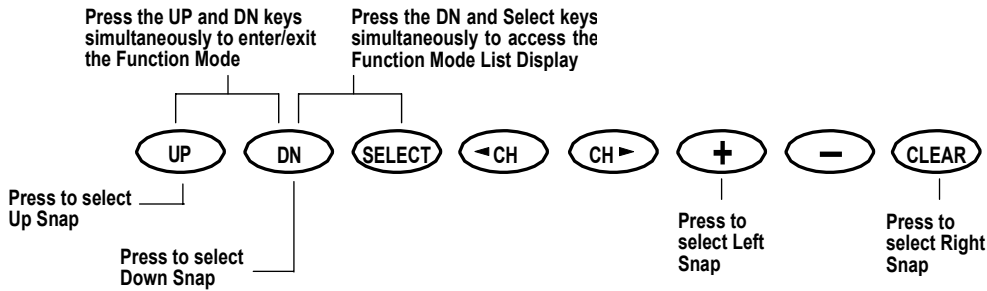 Press the UP and DN keys
simultaneously to enter/exit
the Function Mode
Press the DN and Select keys
simultaneously to access the
Function Mode List Display
UP
DN
SELECT
◄CH
CH►
+
−
CLEAR
Press to select
Up Snap
Press to select
Down Snap
Press to
select Left
Snap
Press to
select Right
Snap